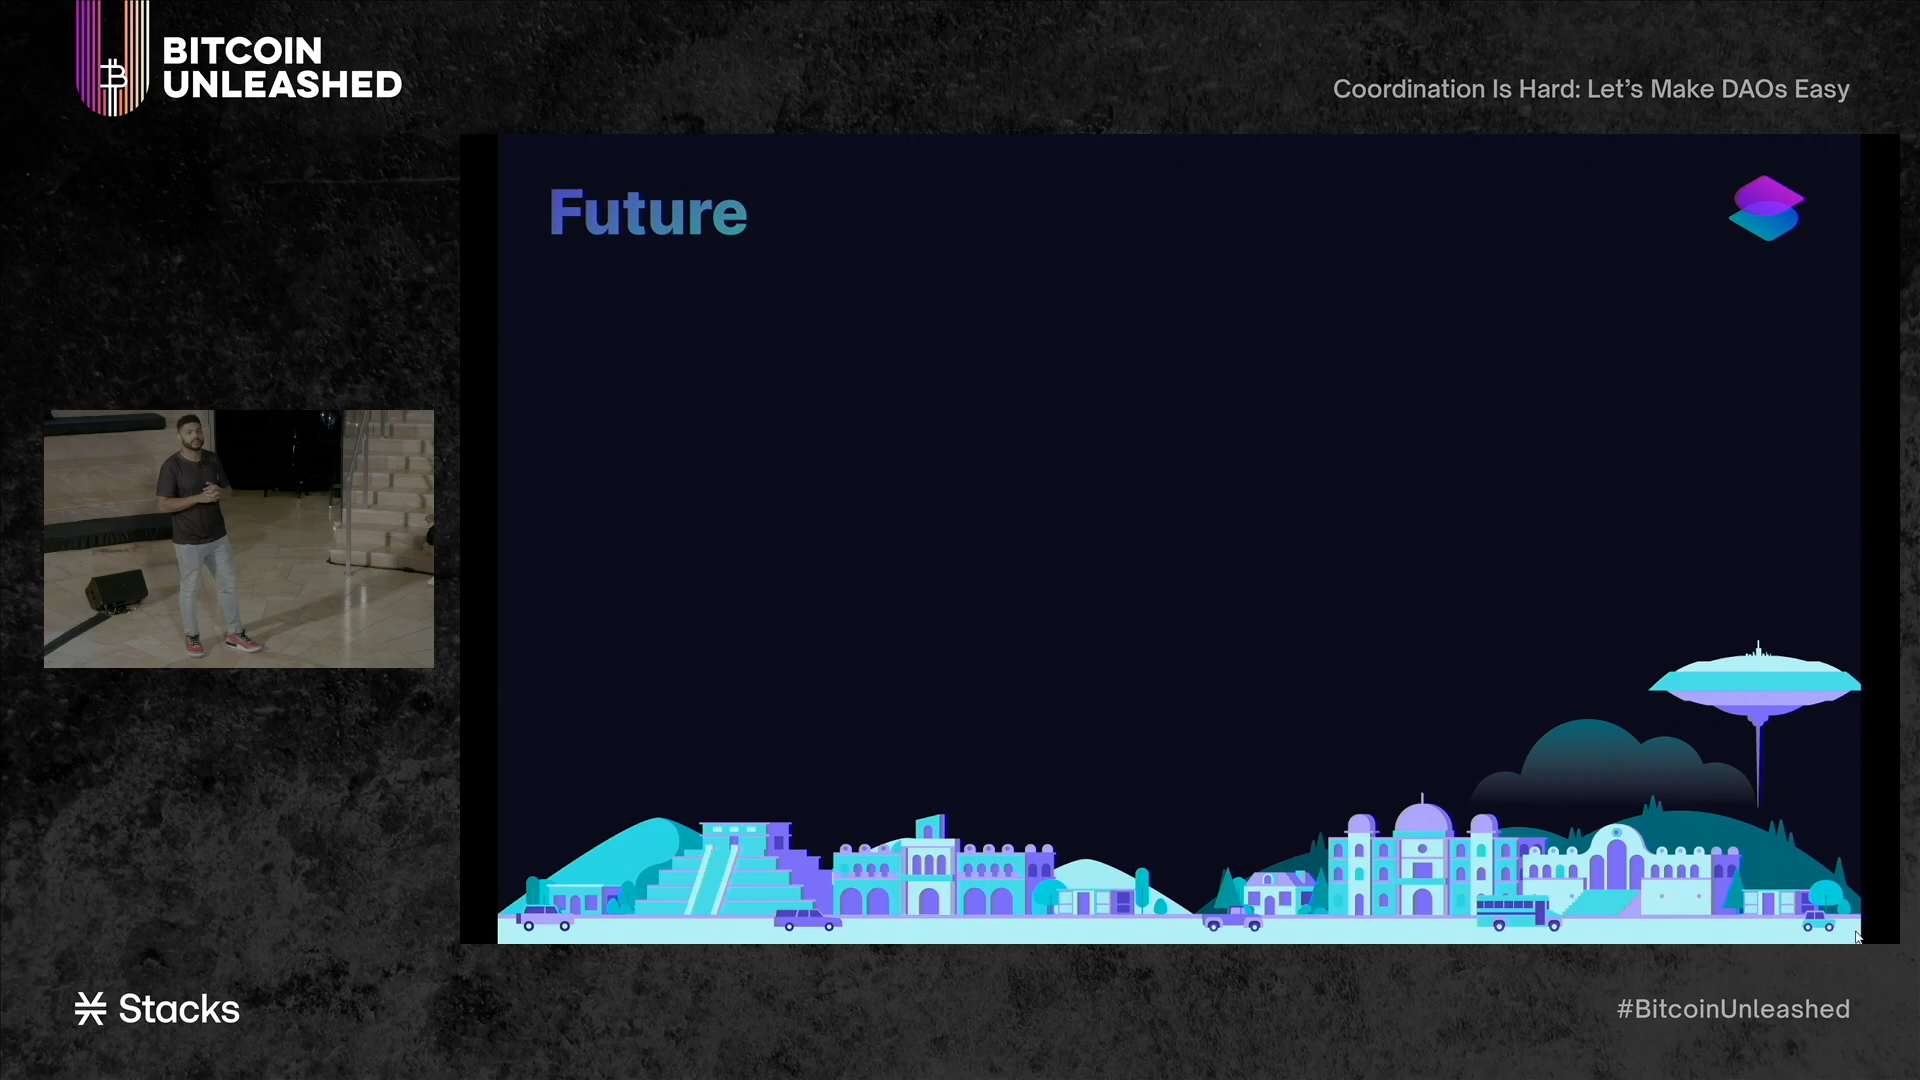 BITCOIN
UNLEASHED
Coordination Is Hard: Let’s Make DAOs Easy
Future
Stacks
#BitcoinUnleashed